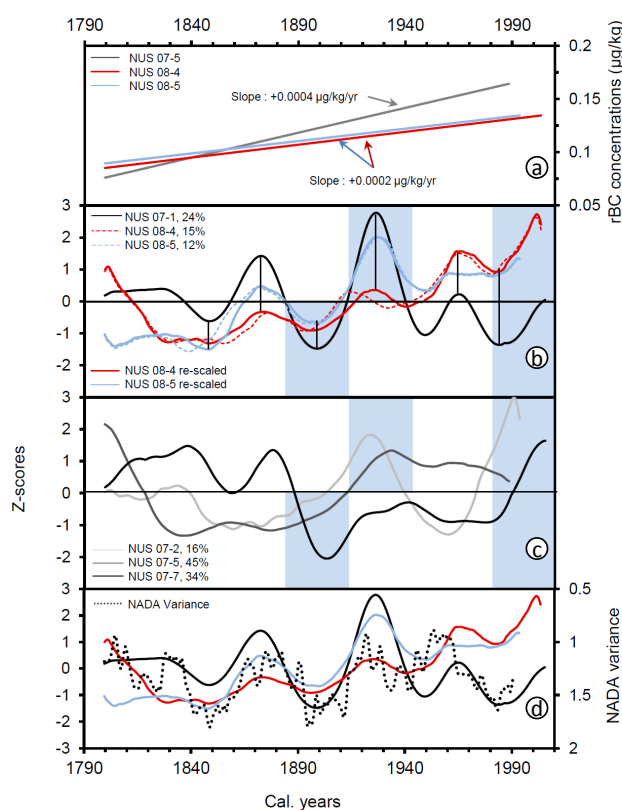 1790 1840 1890 1940 1990
NUS 07-5
NUS 08-4
NUS 08-5
Slope : +0.0004 µg/kg/yr
Slope : +0.0002 µg/kg/yr
0.2
0.15
0.1
0.05
rBC concentrations (µg/kg)
a
3
2
1
0
-1
-2
NUS 07-1, 24%
NUS 08-4, 15%
NUS 08-5, 12%
NUS 08-4 re-scaled
NUS 08-5 re-scaled
b
3
2
1
0
-1
-2
Z-scores
NUS 07-2, 16%
NUS 07-5, 45%
NUS 07-7, 34%
c
3
2
1
0
-1
-2
-3
NADA Variance
0.5
1
1.5
2
NADA variance
d
1790 1840 1890 1940 1990
Cal. years